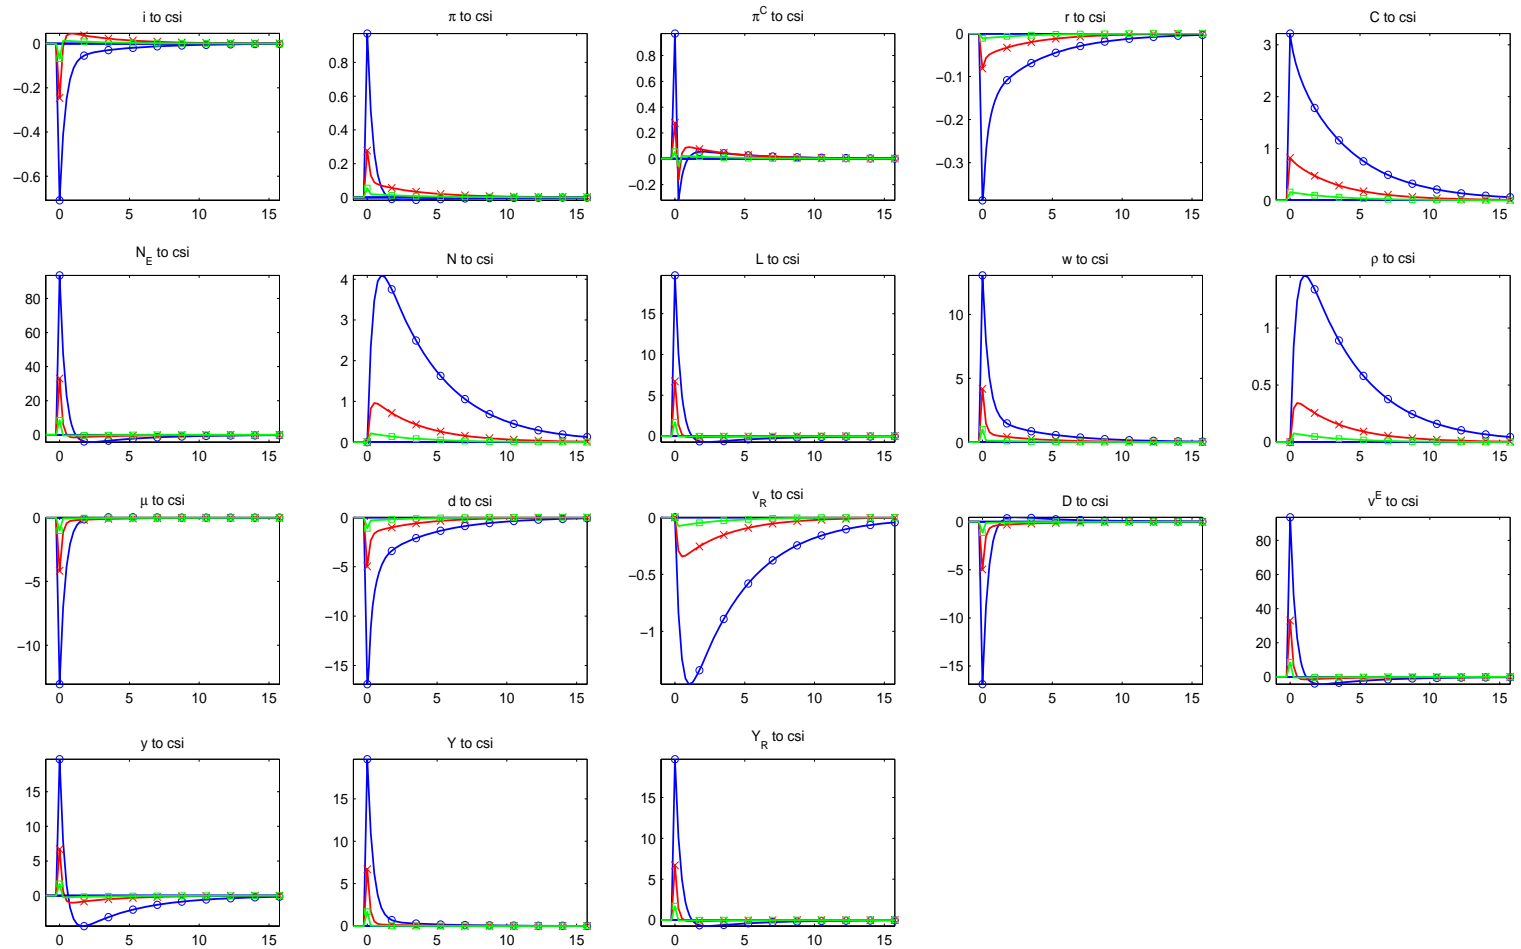 i to csi
π to csi
π^C to csi
r to csi
C to csi
0
−0.2
−0.4
−0.6
0 5 10 15
0.8
0.6
0.4
0.2
0
0 5 10 15
0.8
0.6
0.4
0.2
0
−0.2
0 5 10 15
0
−0.1
−0.2
−0.3
0 5 10 15
3
2
1
0
0 5 10 15
N_E to csi
N to csi
L to csi
w to csi
ρ to csi
80
60
40
20
0
0 5 10 15
4
3
2
1
0
0 5 10 15
15
10
5
0
0 5 10 15
10
5
0
0 5 10 15
1
0.5
0
0 5 10 15
μ to csi
d to csi
v_R to csi
D to csi
v^E to csi
0
−5
−10
0 5 10 15
0
−5
−10
−15
0 5 10 15
0
−0.5
−1
0 5 10 15
0
−5
−10
−15
0 5 10 15
80
60
40
20
0
0 5 10 15
y to csi
Y to csi
Y_R to csi
15
10
5
0
0 5 10 15
15
10
5
0
0 5 10 15
15
10
5
0
0 5 10 15